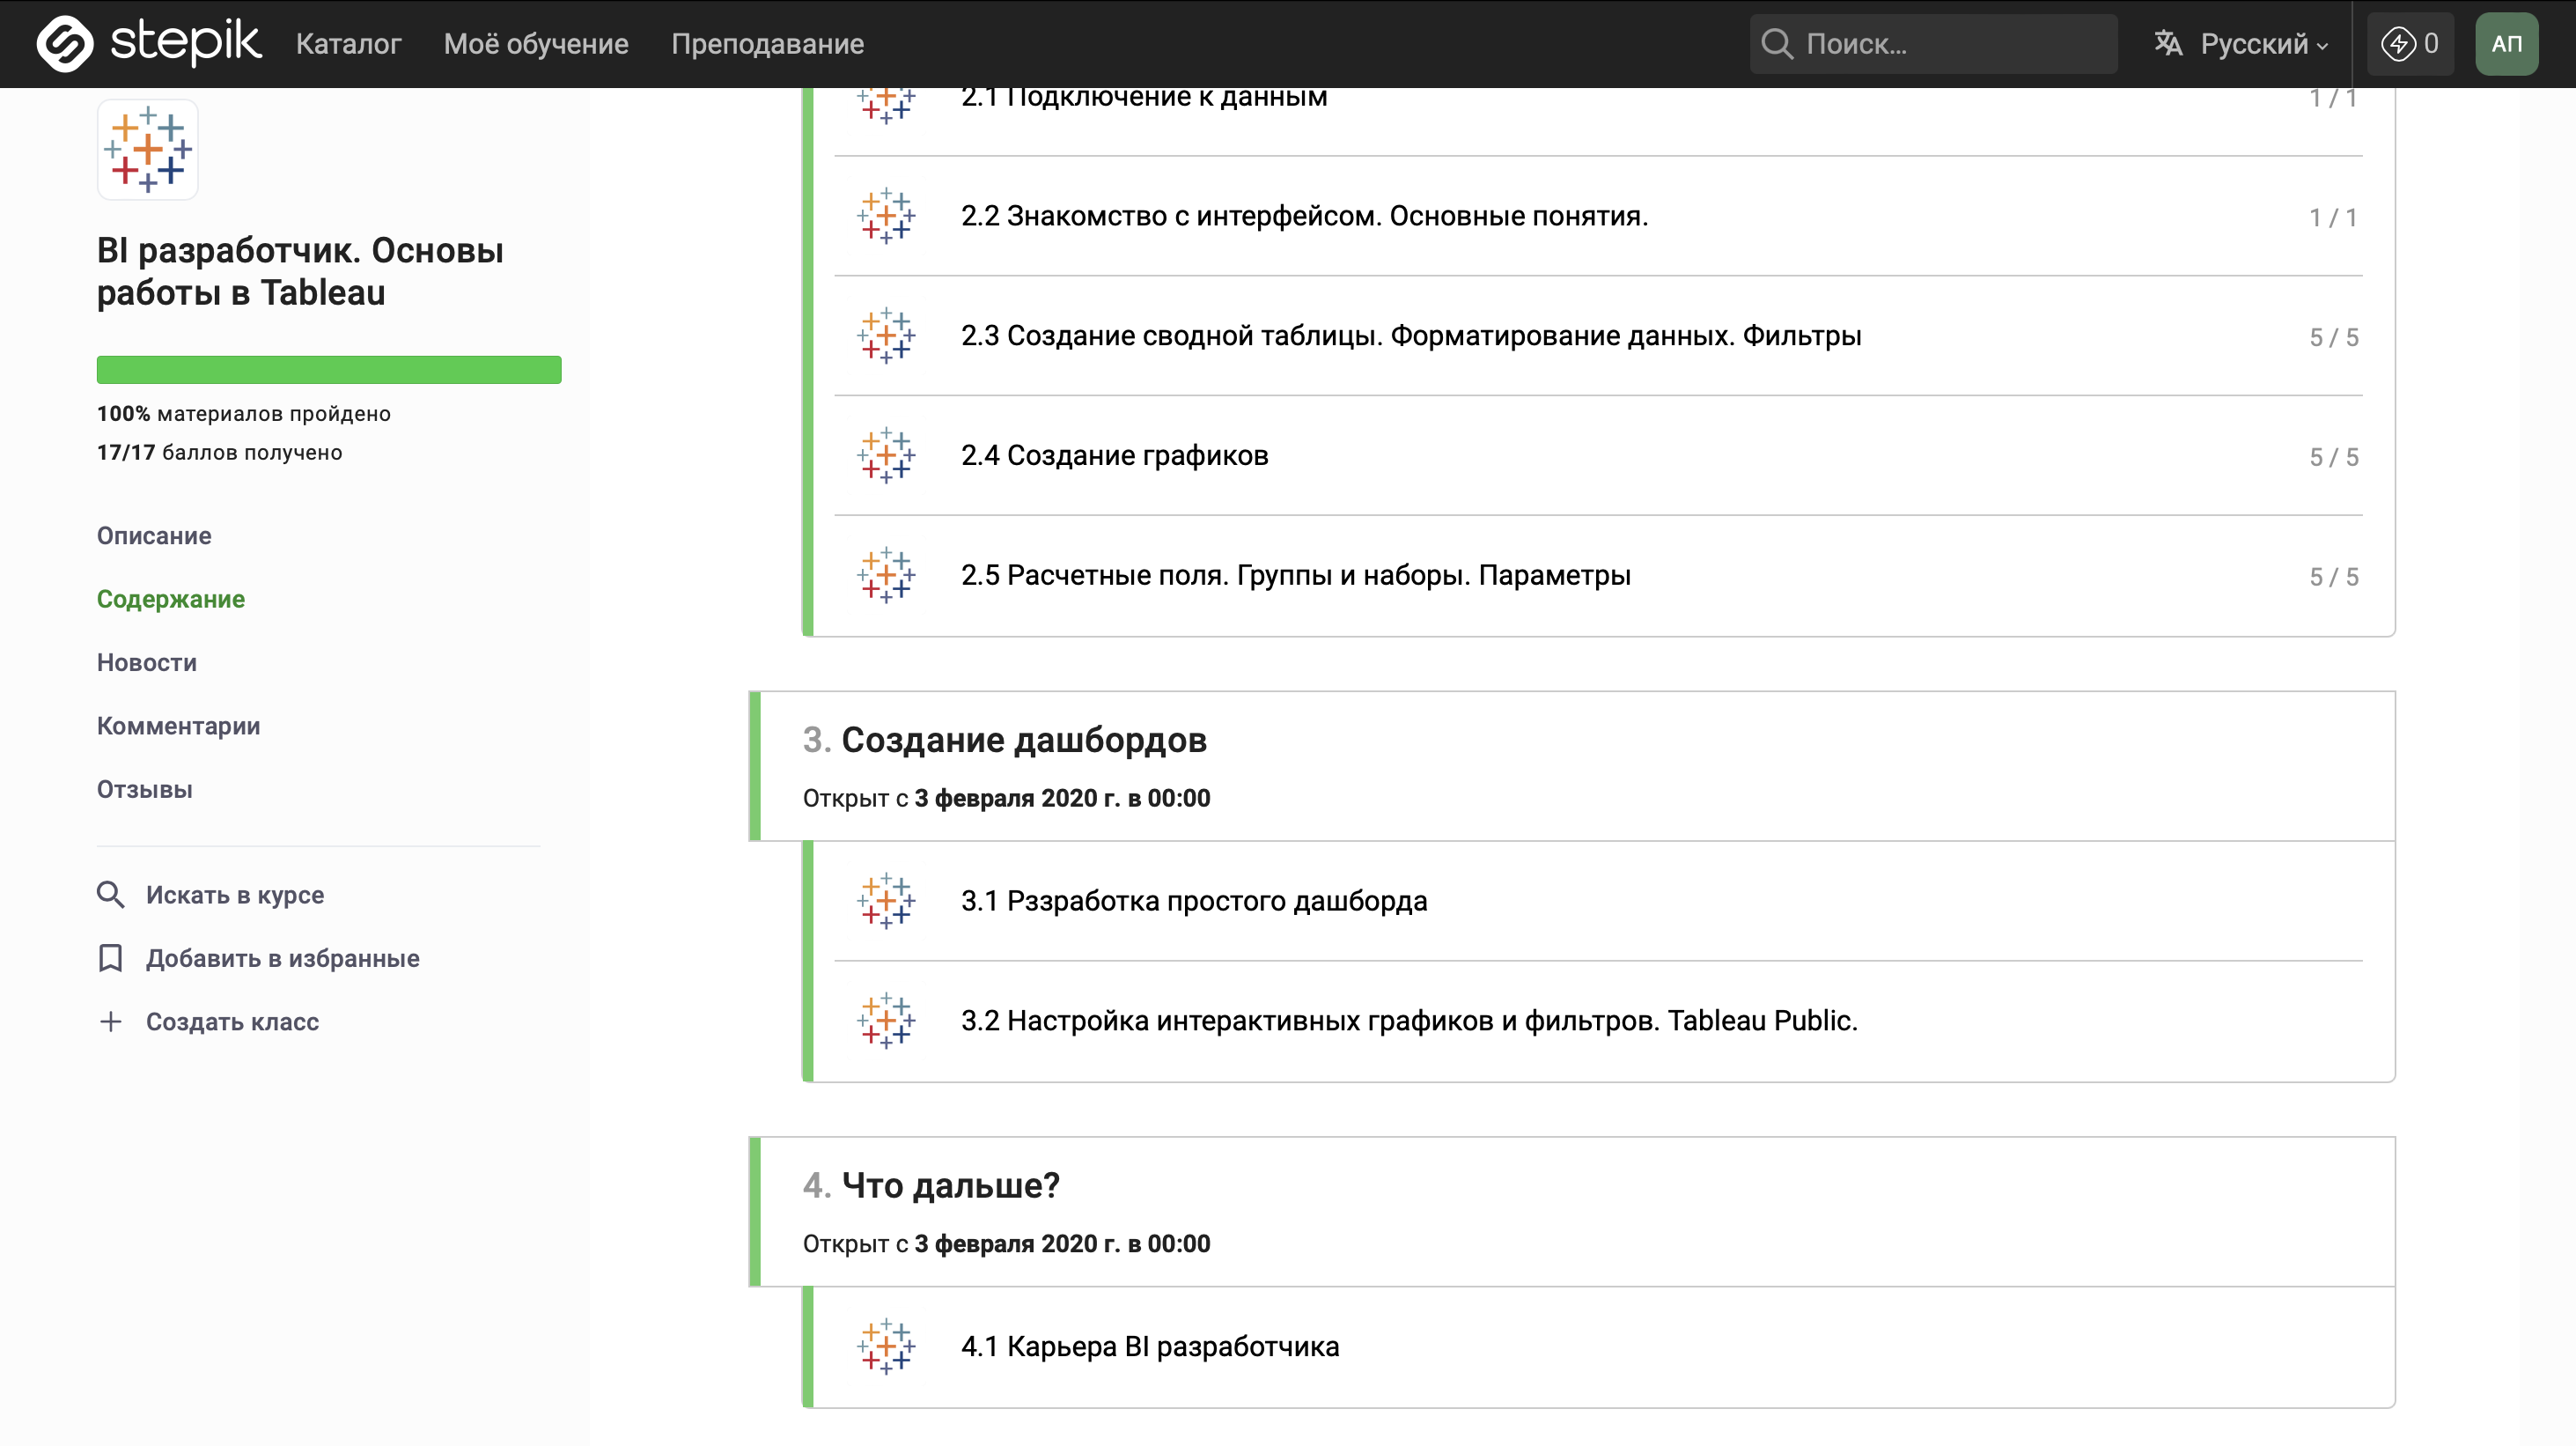 stepik Каталог Моё обучение Преподавание Поиск... Русский 0 АП
BI разработчик. Основы
работы в Tableau
100% материалов пройдено
17/17 баллов получено
Описание
Содержание
Новости
Комментарии
Отзывы
Искать в курсе
Добавить в избранные
Создать класс
2.1 Подключение к данным 1 / 1
2.2 Знакомство с интерфейсом. Основные понятия. 1 / 1
2.3 Создание сводной таблицы. Форматирование данных. Фильтры 5 / 5
2.4 Создание графиков 5 / 5
2.5 Расчетные поля. Группы и наборы. Параметры 5 / 5
3. Создание дашбордов
Открыт с 3 февраля 2020 г. в 00:00
3.1 Рззработка простого дашборда
3.2 Настройка интерактивных графиков и фильтров. Tableau Public.
4. Что дальше?
Открыт с 3 февраля 2020 г. в 00:00
4.1 Карьера BI разработчика